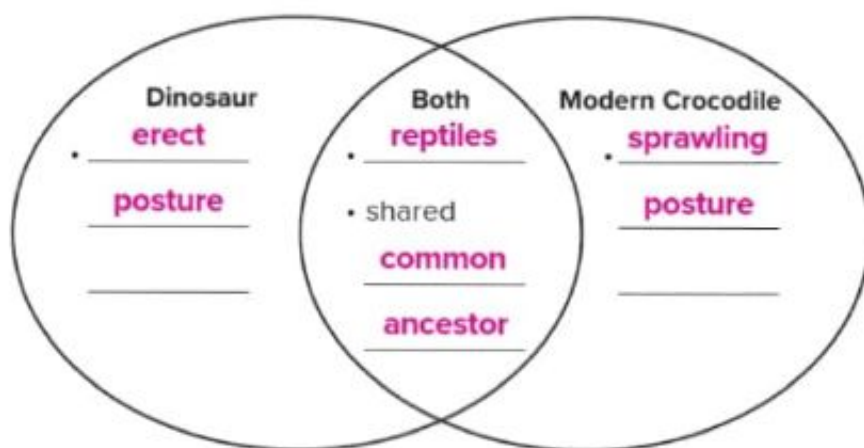 Dinosaur
• erect
posture
Both
• reptiles
• shared
common
ancestor
Modern Crocodile
• sprawling
posture